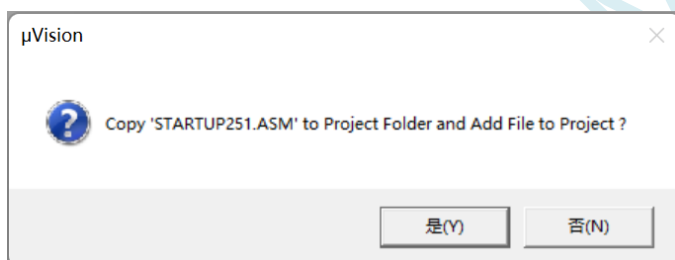 μVision
Copy 'STARTUP251.ASM' to Project Folder and Add File to Project ?
是(Y)
否(N)